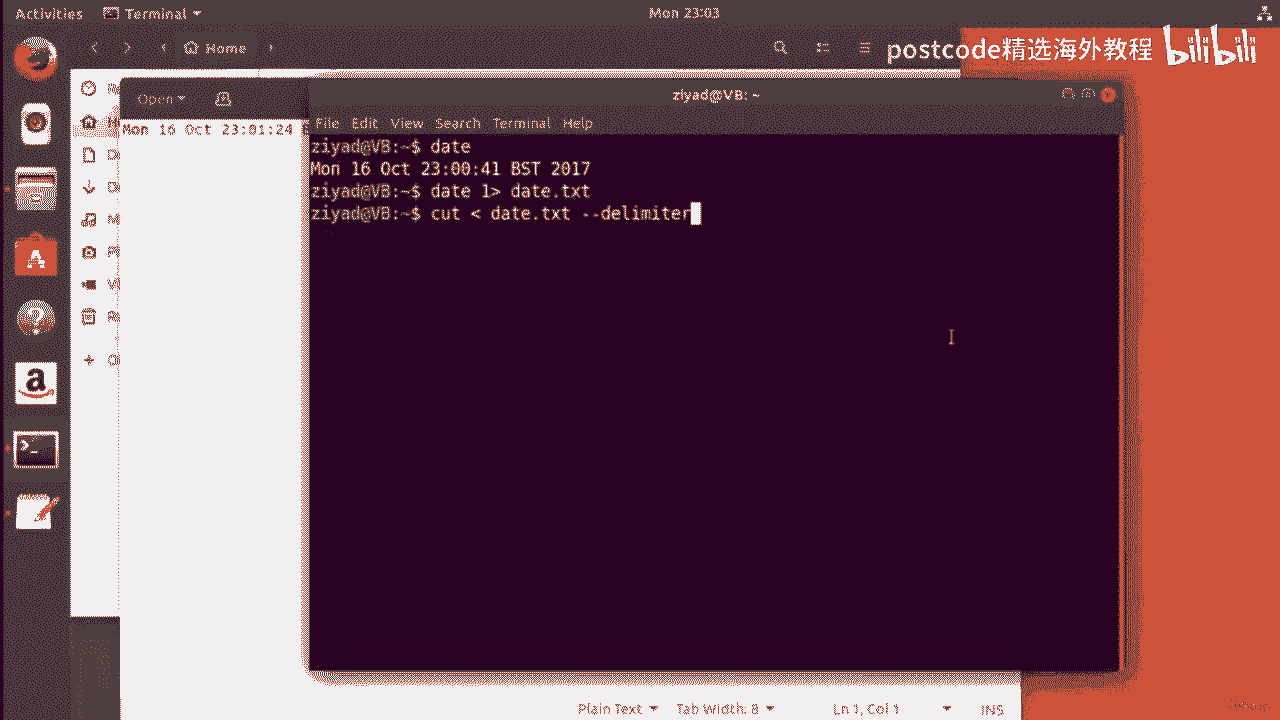 Activities Terminal Mon 23:03
Home
postcode精选海外教程 bilibili
Open
ziyad@VB: ~
Mon 16 Oct 23:01:24
File Edit View Search Terminal Help
ziyad@VB:~$ date
Mon 16 Oct 23:00:41 BST 2017
ziyad@VB:~$ date 1> date.txt
ziyad@VB:~$ cut < date.txt --delimiter
Plain Text Tab Width: 8 Ln 1, Col 1 INS